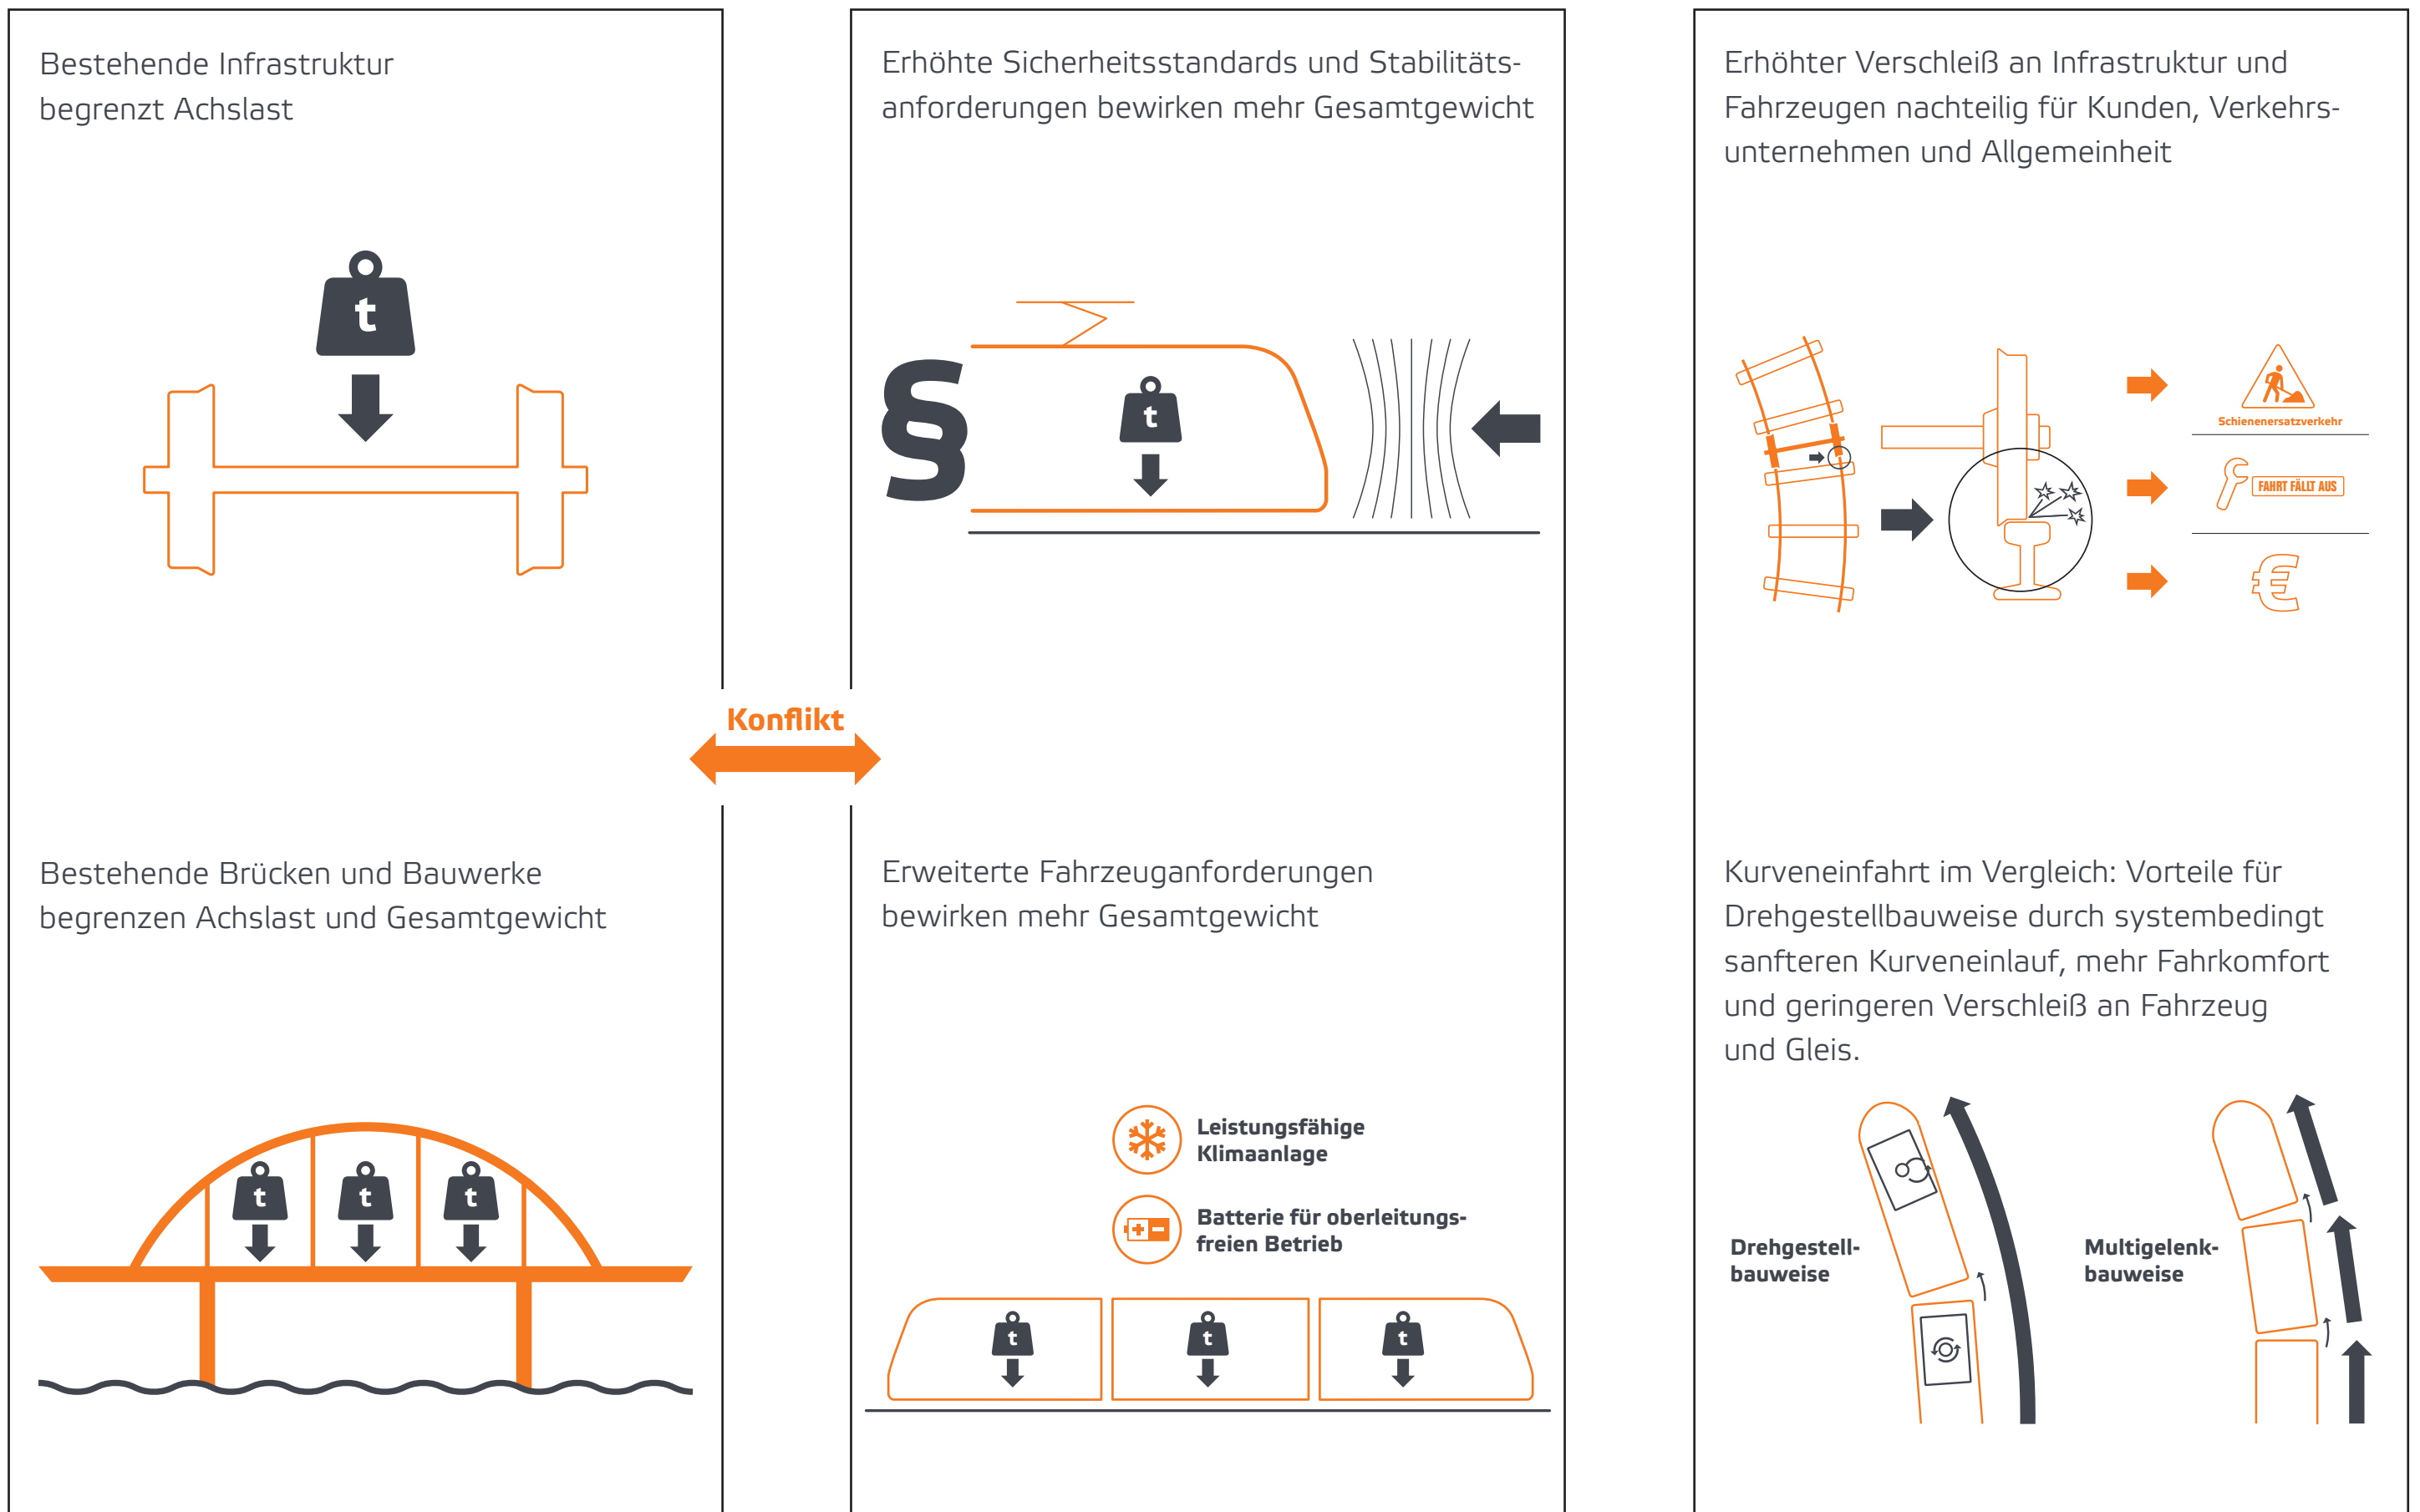 Bestehende Infrastruktur
begrenzt Achslast
t
Bestehende Brücken und Bauwerke
begrenzen Achslast und Gesamtgewicht
t
t
t
Konflikt
Erhöhte Sicherheitsstandards und Stabilitäts-
anforderungen bewirken mehr Gesamtgewicht
§
t
Erweiterte Fahrzeuganforderungen
bewirken mehr Gesamtgewicht
Leistungsfähige
Klimaanlage
Batterie für oberleitungs-
freien Betrieb
t
t
t
Erhöhter Verschleiß an Infrastruktur und
Fahrzeugen nachteilig für Kunden, Verkehrs-
unternehmen und Allgemeinheit
Schienenersatzverkehr
FAHRT FÄLLT AUS
€
Kurveneinfahrt im Vergleich: Vorteile für
Drehgestellbauweise durch systembedingt
sanfteren Kurveneinlauf, mehr Fahrkomfort
und geringeren Verschleiß an Fahrzeug
und Gleis.
Drehgestell-
bauweise
Multigelenk-
bauweise